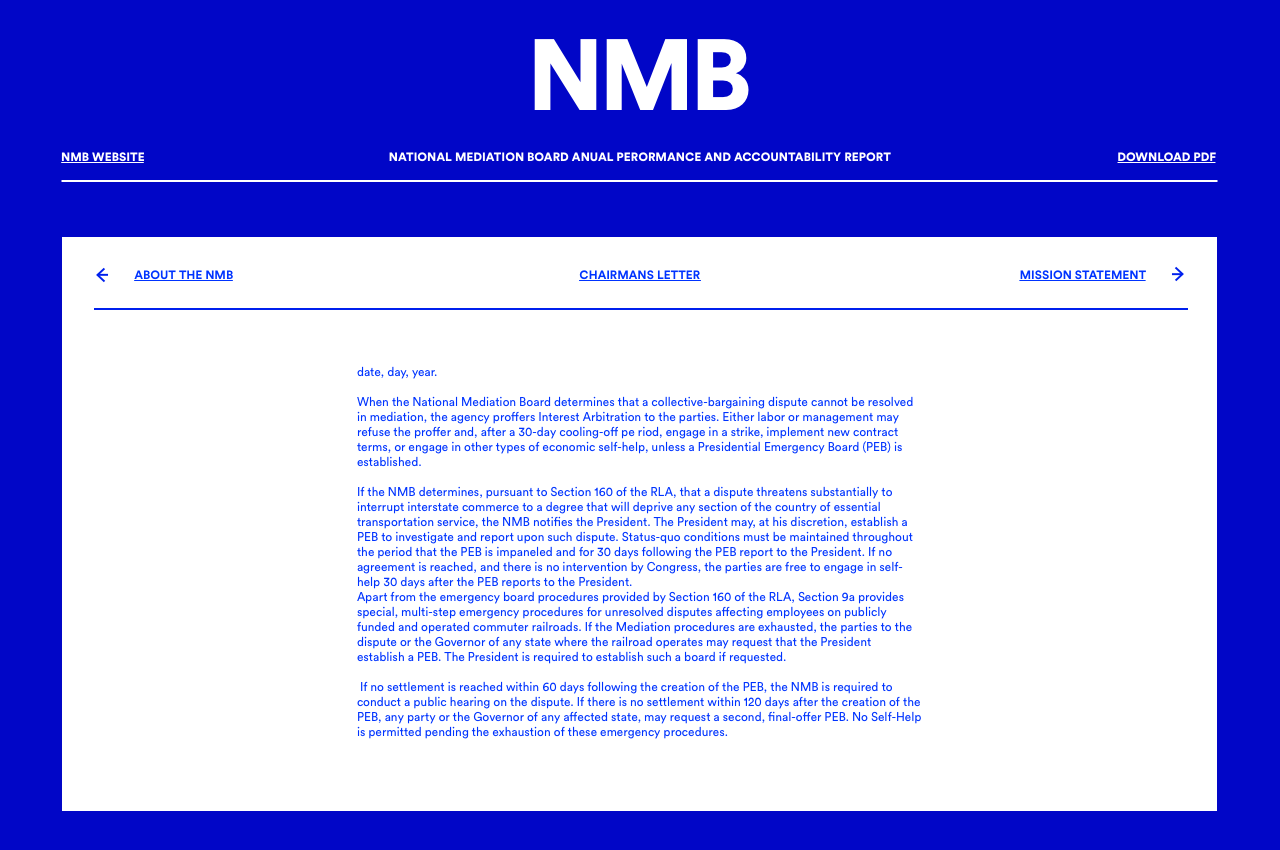 NMB
NMB WEBSITE
NATIONAL MEDIATION BOARD ANUAL PERORMANCE AND ACCOUNTABILITY REPORT
DOWNLOAD PDF
ABOUT THE NMB
CHAIRMANS LETTER
MISSION STATEMENT
date, day, year.
When the National Mediation Board determines that a collective-bargaining dispute cannot be resolved
in mediation, the agency proffers Interest Arbitration to the parties. Either labor or management may
refuse the proffer and, after a 30-day cooling-off pe riod, engage in a strike, implement new contract
terms, or engage in other types of economic self-help, unless a Presidential Emergency Board (PEB) is
established.
If the NMB determines, pursuant to Section 160 of the RLA, that a dispute threatens substantially to
interrupt interstate commerce to a degree that will deprive any section of the country of essential
transportation service, the NMB notifies the President. The President may, at his discretion, establish a
PEB to investigate and report upon such dispute. Status-quo conditions must be maintained throughout
the period that the PEB is impaneled and for 30 days following the PEB report to the President. If no
agreement is reached, and there is no intervention by Congress, the parties are free to engage in self-
help 30 days after the PEB reports to the President.
Apart from the emergency board procedures provided by Section 160 of the RLA, Section 9a provides
special, multi-step emergency procedures for unresolved disputes affecting employees on publicly
funded and operated commuter railroads. If the Mediation procedures are exhausted, the parties to the
dispute or the Governor of any state where the railroad operates may request that the President
establish a PEB. The President is required to establish such a board if requested.
If no settlement is reached within 60 days following the creation of the PEB, the NMB is required to
conduct a public hearing on the dispute. If there is no settlement within 120 days after the creation of the
PEB, any party or the Governor of any affected state, may request a second, final-offer PEB. No Self-Help
is permitted pending the exhaustion of these emergency procedures.